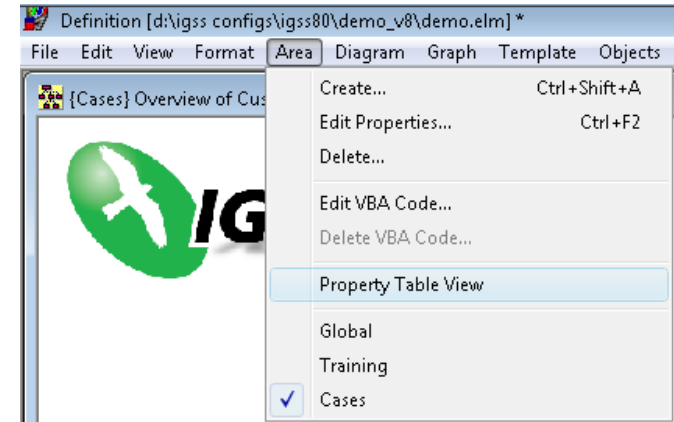 Definition [d:\igss configs\igss80\demo_v8\demo.elm] *
File Edit View Format Area Diagram Graph Template Objects
{Cases} Overview of Cus
IG
Create... Ctrl+Shift+A
Edit Properties... Ctrl+F2
Delete...
Edit VBA Code...
Delete VBA Code...
Property Table View
Global
Training
Cases